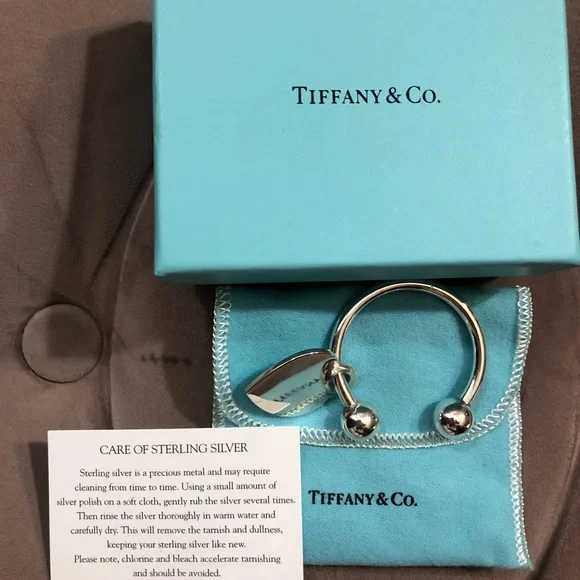 TIFFANY & CO.
TIFFANY & CO.
CARE OF STERLING SILVER
Sterling silver is a precious metal and may require
cleaning from time to time. Using a small amount of
silver polish on a soft cloth, gently rub the silver several times.
Then rinse the silver thoroughly in warm water and
carefully dry. This will remove the tarnish and dullness,
keeping your sterling silver like new.
Please note, chlorine and bleach accelerate tarnishing
and should be avoided.